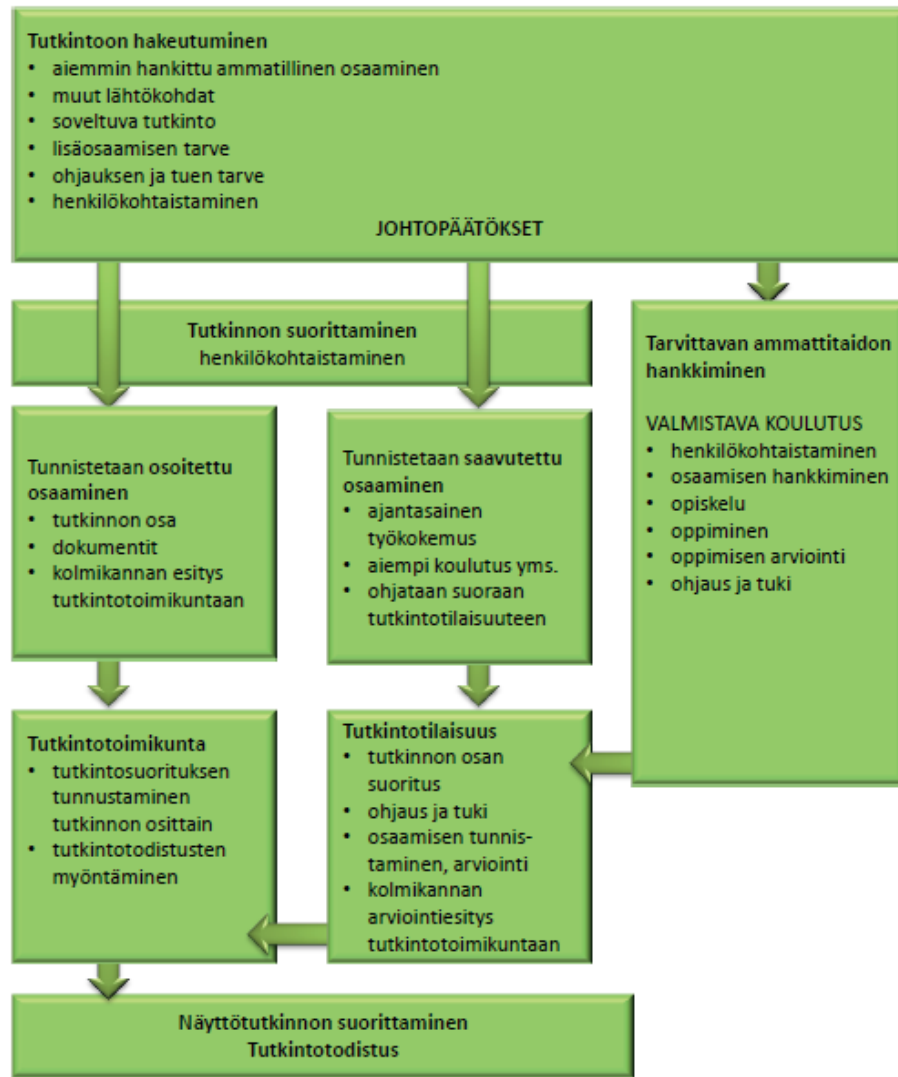 Tutkintoon hakeutuminen
• aiemmin hankittu ammatillinen osaaminen
• muut lähtökohdat
• soveltuva tutkinto
• lisäosaamisen tarve
• ohjauksen ja tuen tarve
• henkilökohtaistaminen
JOHTOPÄÄTÖKSET
Tutkinnon suorittaminen
henkilökohtaistaminen
Tarvittavan ammattitaidon
hankkiminen
VALMISTAVA KOULUTUS
• henkilökohtaistaminen
• osaamisen hankkiminen
• opiskelu
• oppiminen
• oppimisen arviointi
• ohjaus ja tuki
Tunnistetaan osoitettu
osaaminen
• tutkinnon osa
• dokumentit
• kolmikannan esitys
tutkintotoimikuntaan
Tunnistetaan saavutettu
osaaminen
• ajantasainen
työkokemus
• aiempi koulutus yms.
• ohjataan suoraan
tutkintotilaisuuteen
Tutkintotoimikunta
• tutkintosuorituksen
tunnustaminen
tutkinnon osittain
• tutkintotodistusten
myöntäminen
Tutkintotilaisuus
• tutkinnon osan
suoritus
• ohjaus ja tuki
• osaamisen tunnis-
taminen, arviointi
• kolmikannan
arviointiesitys
tutkintotoimikuntaan
Näyttötutkinnon suorittaminen
Tutkintotodistus